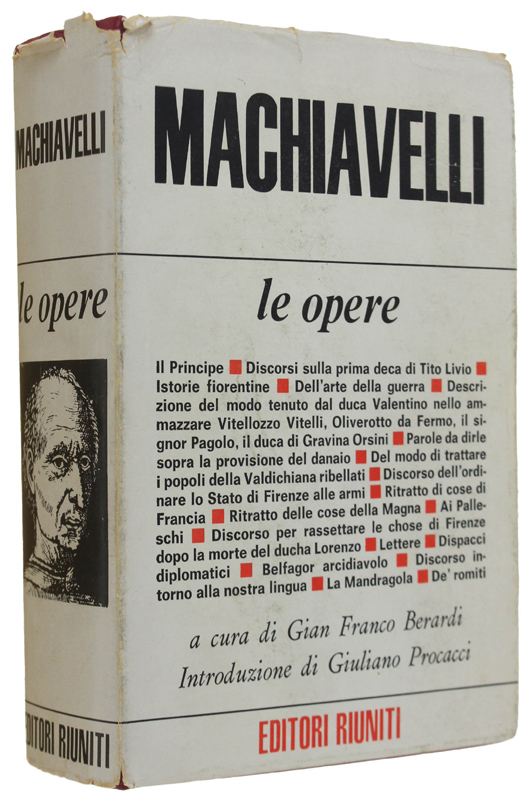 MACHIAVELLI
le opere
EDITORI RIUNITI
MACHIAVELLI
le opere
Il Principe ■ Discorsi sulla prima deca di Tito Livio ■
Istorie fiorentine ■ Dell'arte della guerra ■ Descri-
zione del modo tenuto dal duca Valentino nello am-
mazzare Vitellozzo Vitelli, Oliverotto da Fermo, il si-
gnor Pagolo, il duca di Gravina Orsini ■ Parole da dirle
sopra la provisione del danaio ■ Del modo di trattare
i popoli della Valdichiana ribellati ■ Discorso dell'ordi-
nare lo Stato di Firenze alle armi ■ Ritratto di cose di
Francia ■ Ritratto delle cose della Magna ■ Ai Palle-
schi ■ Discorso per rassettare le chose di Firenze
dopo la morte del ducha Lorenzo ■ Lettere ■ Dispacci
diplomatici ■ Belfagor arcidiavolo ■ Discorso in-
torno alla nostra lingua ■ La Mandragola ■ De' romiti
a cura di Gian Franco Berardi
Introduzione di Giuliano Procacci
EDITORI RIUNITI